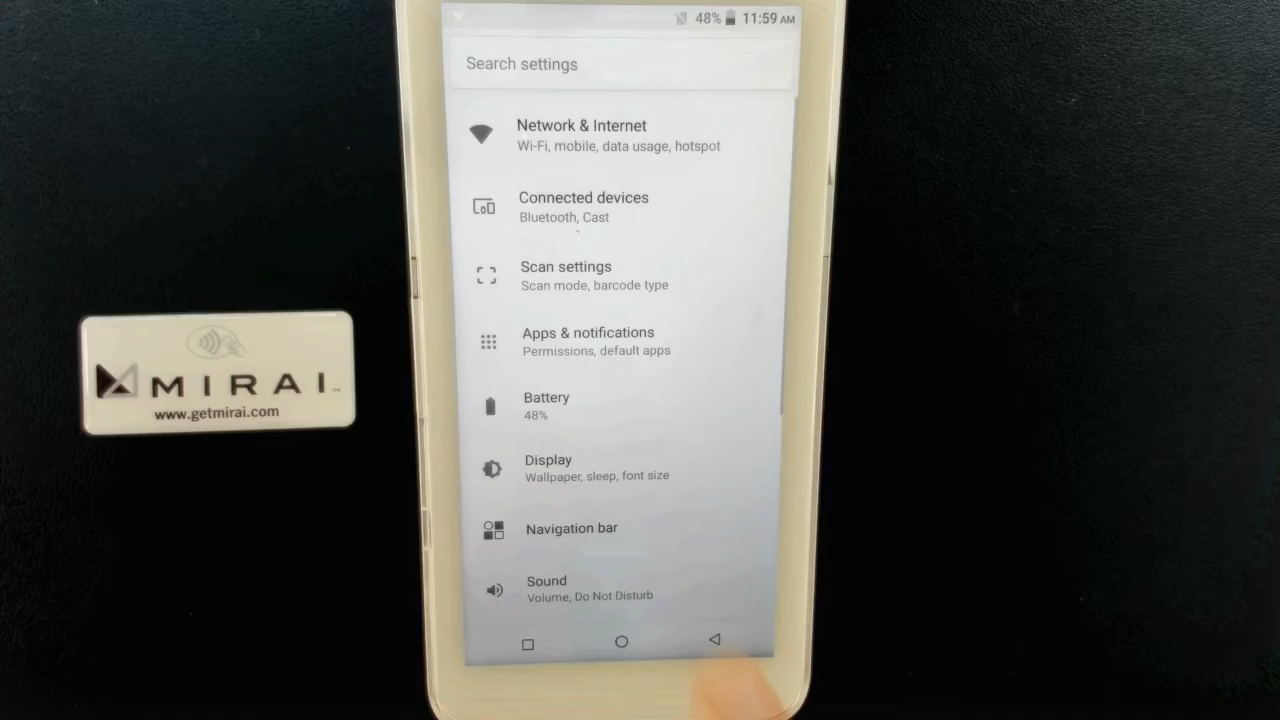 48% 11:59 AM
Search settings
Network & Internet
Wi-Fi, mobile, data usage, hotspot
Connected devices
Bluetooth, Cast
Scan settings
Scan mode, barcode type
Apps & notifications
Permissions, default apps
Battery
48%
Display
Wallpaper, sleep, font size
Navigation bar
Sound
Volume, Do Not Disturb
MIRAI™
www.getmirai.com